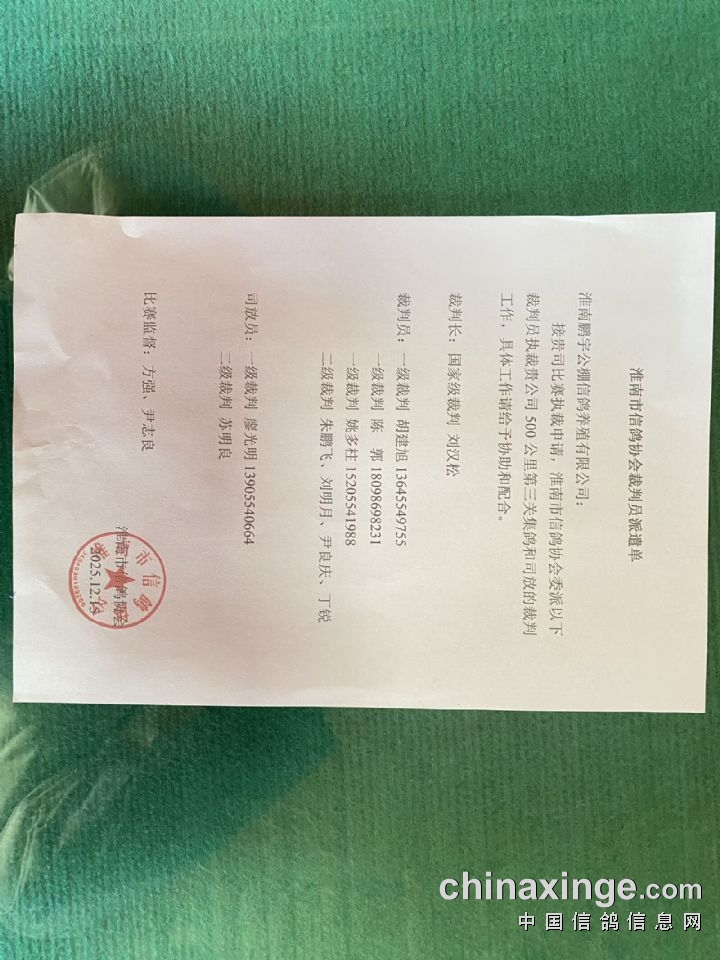 淮南市信鸽协会裁判员派遣单
淮南鹏宇公棚信鸽养殖有限公司：
接贵司比赛执裁申请，淮南市信鸽协会委派以下
裁判员执裁贵公司 500 公里第三关集鸽和司放的裁判
工作，具体工作请给予协助和配合。
裁判长：国家级裁判 刘汉松
裁判员：一级裁判 胡建旭 13645549755
一级裁判 陈 郭 18098698231
一级裁判 姚多柱 15205541988
二级裁判 朱鹏飞、刘明月、尹良庆、丁锐
司放员：一级裁判 廖光明 13905540664
二级裁判 苏明良
比赛监督：方强、尹志良
淮南市信鸽协会
2025.12.13
chinaxinge.com
中国信鸽信息网